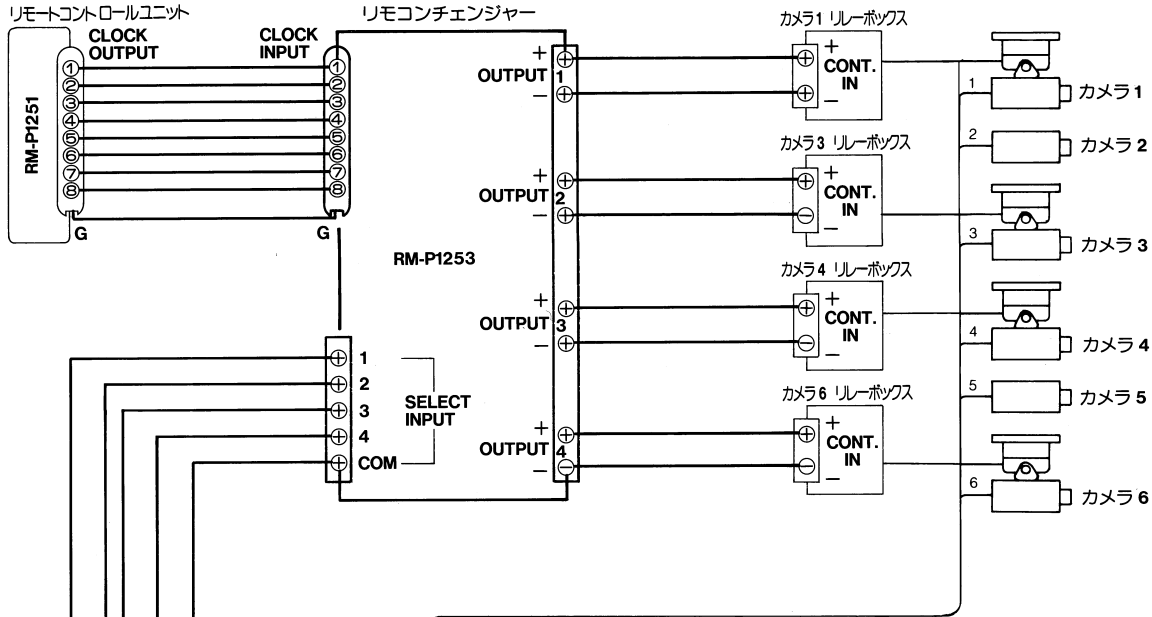 リモートコントロールユニット
リモコンチェンジャー
CLOCK
OUTPUT
CLOCK
INPUT
RM-P1251
①
②
③
④
⑤
⑥
⑦
⑧
G
①
②
③
④
⑤
⑥
⑦
⑧
G
RM-P1253
+
OUTPUT 1
−
+
OUTPUT 2
−
+
OUTPUT 3
−
+
OUTPUT 4
−
1
2
3
4
COM
SELECT
INPUT
カメラ1 リレーボックス
+
CONT.
IN
−
カメラ3 リレーボックス
+
CONT.
IN
−
カメラ4 リレーボックス
+
CONT.
IN
−
カメラ6 リレーボックス
+
CONT.
IN
−
1
カメラ1
2
カメラ2
3
カメラ3
4
カメラ4
5
カメラ5
6
カメラ6